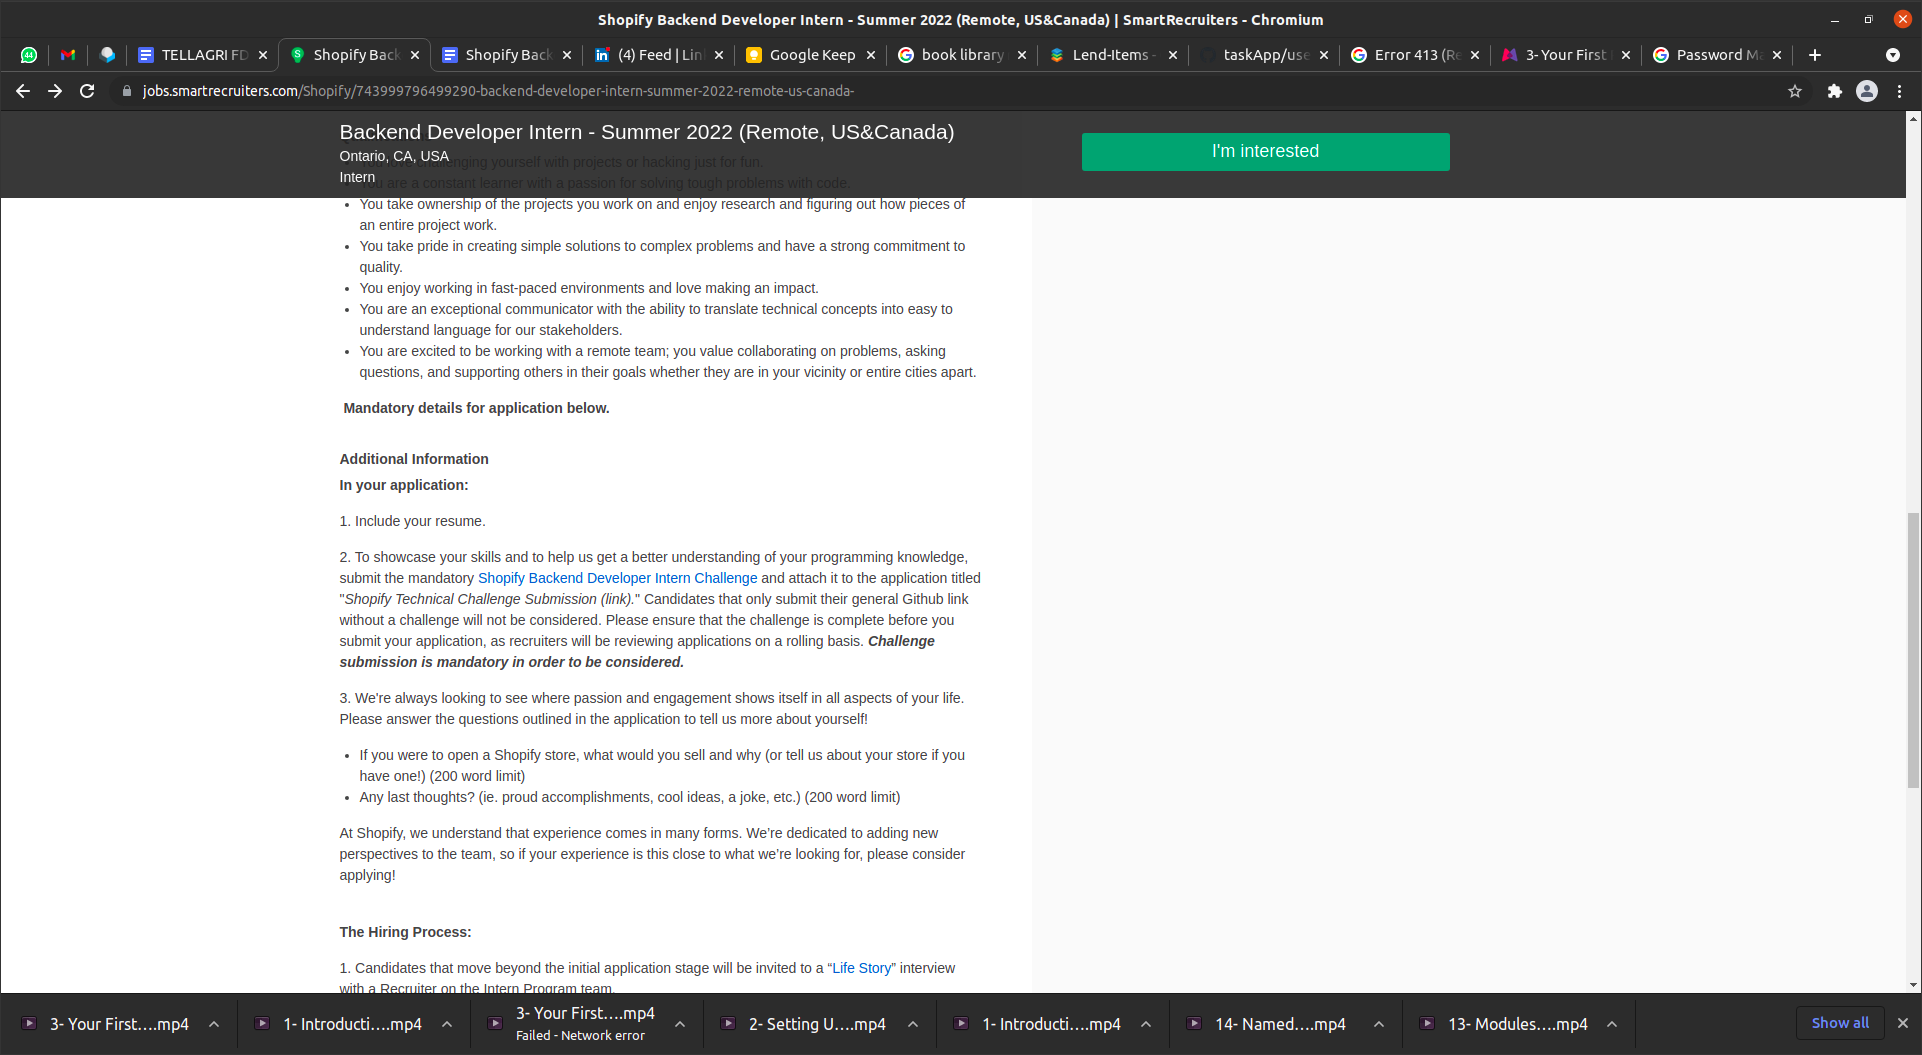 Shopify Backend Developer Intern - Summer 2022 (Remote, US&Canada) | SmartRecruiters - Chromium
44
TELLAGRI FD
Shopify Back
Shopify Back
(4) Feed | Lin
Google Keep
book library
Lend-Items -
taskApp/use
Error 413 (Re
3- Your First
Password Ma
jobs.smartrecruiters.com/Shopify/743999796499290-backend-developer-intern-summer-2022-remote-us-canada-
Backend Developer Intern - Summer 2022 (Remote, US&Canada)
I'm interested
Ontario, CA, USA
Intern
challenging yourself with projects or hacking just for fun.
You are a constant learner with a passion for solving tough problems with code.
• You take ownership of the projects you work on and enjoy research and figuring out how pieces of
an entire project work.
• You take pride in creating simple solutions to complex problems and have a strong commitment to
quality.
• You enjoy working in fast-paced environments and love making an impact.
• You are an exceptional communicator with the ability to translate technical concepts into easy to
understand language for our stakeholders.
• You are excited to be working with a remote team; you value collaborating on problems, asking
questions, and supporting others in their goals whether they are in your vicinity or entire cities apart.
Mandatory details for application below.
Additional Information
In your application:
1. Include your resume.
2. To showcase your skills and to help us get a better understanding of your programming knowledge,
submit the mandatory Shopify Backend Developer Intern Challenge and attach it to the application titled
"Shopify Technical Challenge Submission (link)." Candidates that only submit their general Github link
without a challenge will not be considered. Please ensure that the challenge is complete before you
submit your application, as recruiters will be reviewing applications on a rolling basis. Challenge
submission is mandatory in order to be considered.
3. We're always looking to see where passion and engagement shows itself in all aspects of your life.
Please answer the questions outlined in the application to tell us more about yourself!
• If you were to open a Shopify store, what would you sell and why (or tell us about your store if you
have one!) (200 word limit)
• Any last thoughts? (ie. proud accomplishments, cool ideas, a joke, etc.) (200 word limit)
At Shopify, we understand that experience comes in many forms. We’re dedicated to adding new
perspectives to the team, so if your experience is this close to what we’re looking for, please consider
applying!
The Hiring Process:
1. Candidates that move beyond the initial application stage will be invited to a “Life Story” interview
with a Recruiter on the Intern Program team.
3- Your First....mp4
1- Introducti....mp4
3- Your First....mp4
Failed - Network error
2- Setting U....mp4
1- Introducti....mp4
14- Named....mp4
13- Modules....mp4
Show all